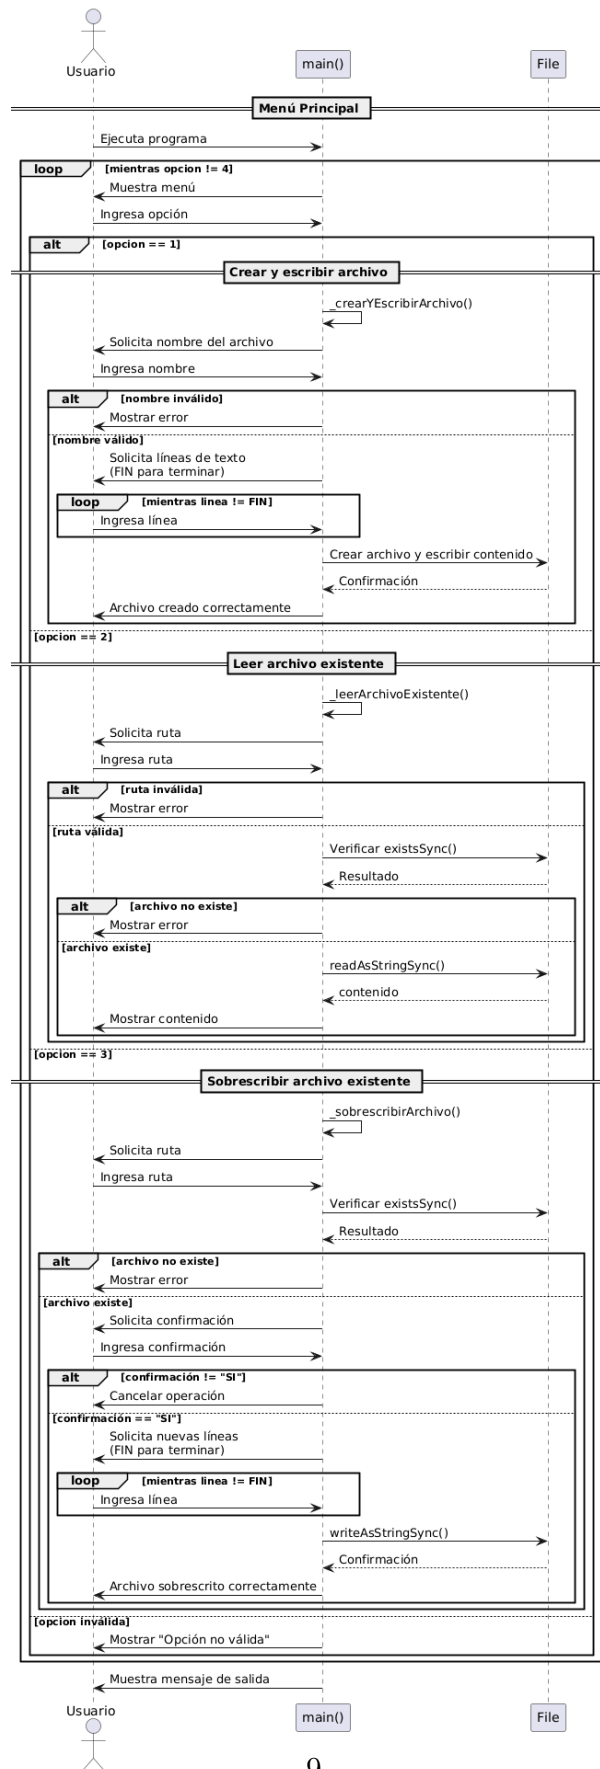 Usuario
main()
File
Menú Principal
Ejecuta programa
loop [mientras opcion != 4]
Muestra menú
Ingresa opción
alt [opcion == 1]
Crear y escribir archivo
_crearYEscribirArchivo()
Solicita nombre del archivo
Ingresa nombre
alt [nombre inválido]
Mostrar error
[nombre válido]
Solicita líneas de texto
(FIN para terminar)
loop [mientras linea != FIN]
Ingresa línea
Crear archivo y escribir contenido
Confirmación
Archivo creado correctamente
[opcion == 2]
Leer archivo existente
_leerArchivoExistente()
Solicita ruta
Ingresa ruta
alt [ruta inválida]
Mostrar error
[ruta válida]
Verificar existsSync()
Resultado
alt [archivo no existe]
Mostrar error
[archivo existe]
readAsStringSync()
contenido
Mostrar contenido
[opcion == 3]
Sobrescribir archivo existente
_sobrescribirArchivo()
Solicita ruta
Ingresa ruta
Verificar existsSync()
Resultado
alt [archivo no existe]
Mostrar error
[archivo existe]
Solicita confirmación
Ingresa confirmación
alt [confirmación != "SI"]
Cancelar operación
[confirmación == "SI"]
Solicita nuevas líneas
(FIN para terminar)
loop [mientras linea != FIN]
Ingresa línea
writeAsStringSync()
Confirmación
Archivo sobrescrito correctamente
[opcion inválida]
Mostrar "Opción no válida"
Muestra mensaje de salida
Usuario
main()
File
9